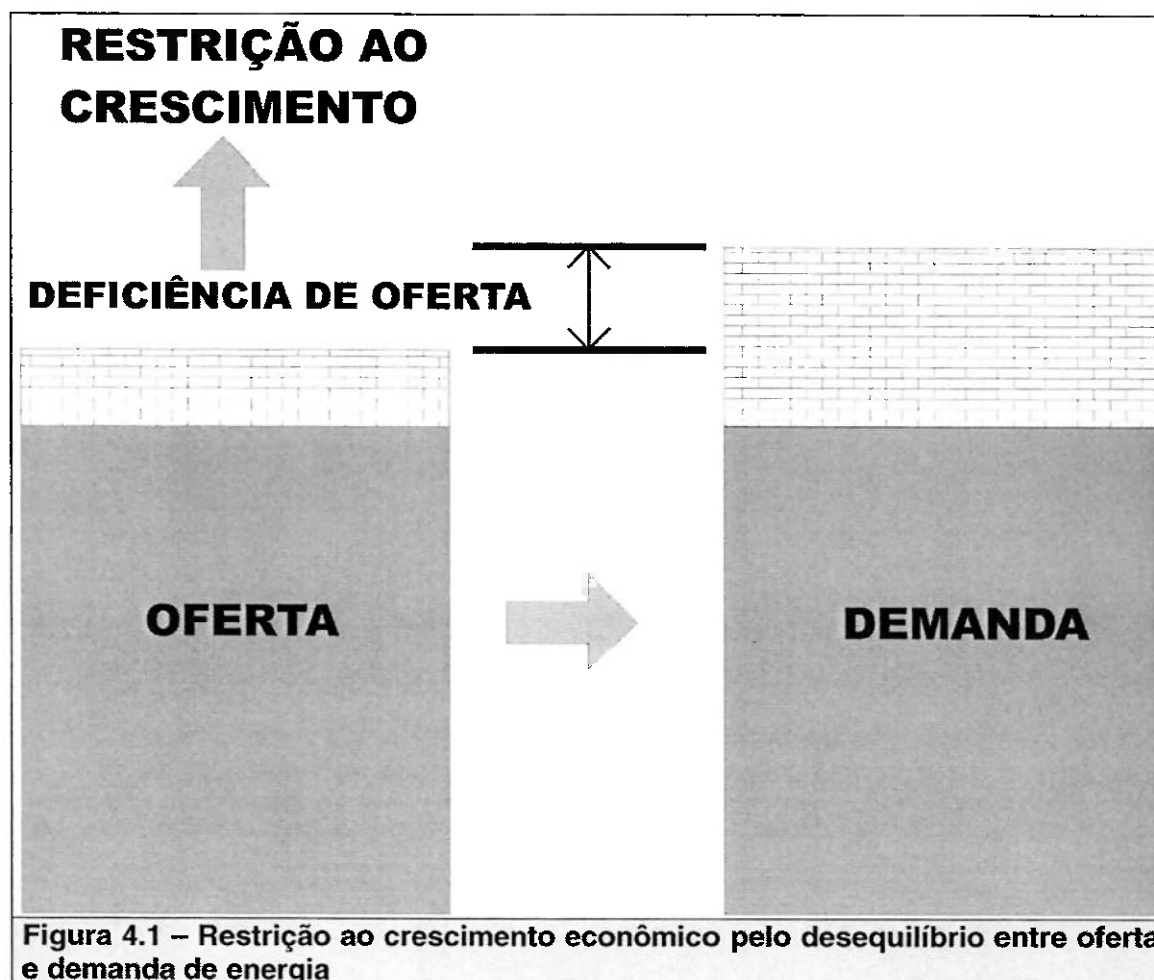 RESTRIÇÃO AO
CRESCIMENTO
DEFICIÊNCIA DE OFERTA
OFERTA
DEMANDA
Figura 4.1 – Restrição ao crescimento econômico pelo desequilíbrio entre oferta
e demanda de energia